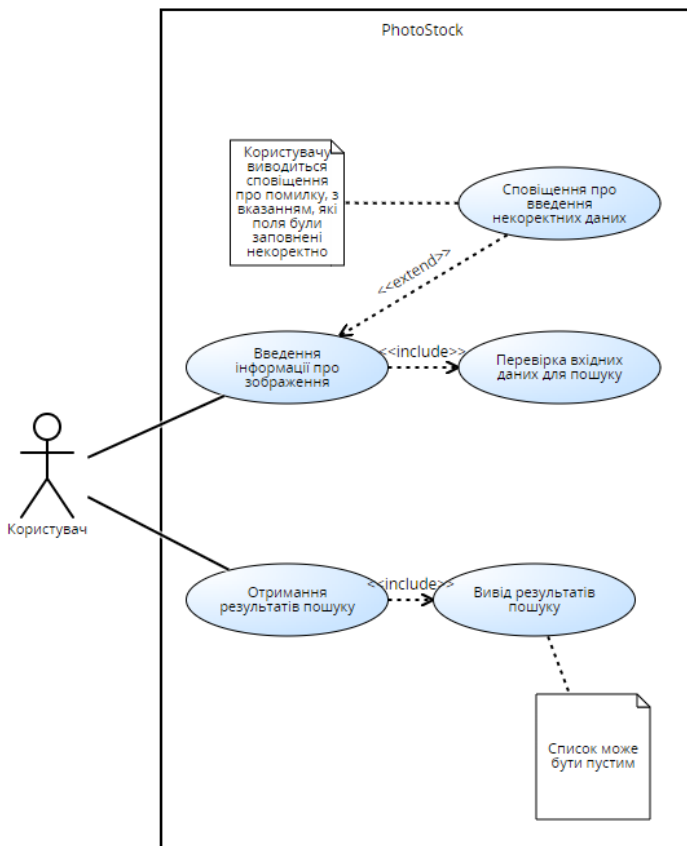 PhotoStock
Користувачу
виводиться
сповіщення
про помилку, з
вказанням, які
поля були
заповнені
некоректно
Сповіщення про
введення
некоректних даних
<<extend>>
Введення
інформації про
зображення
<<include>>
Перевірка вхідних
даних для пошуку
Користувач
Отримання
результатів пошуку
<<include>>
Вивід результатів
пошуку
Список може
бути пустим